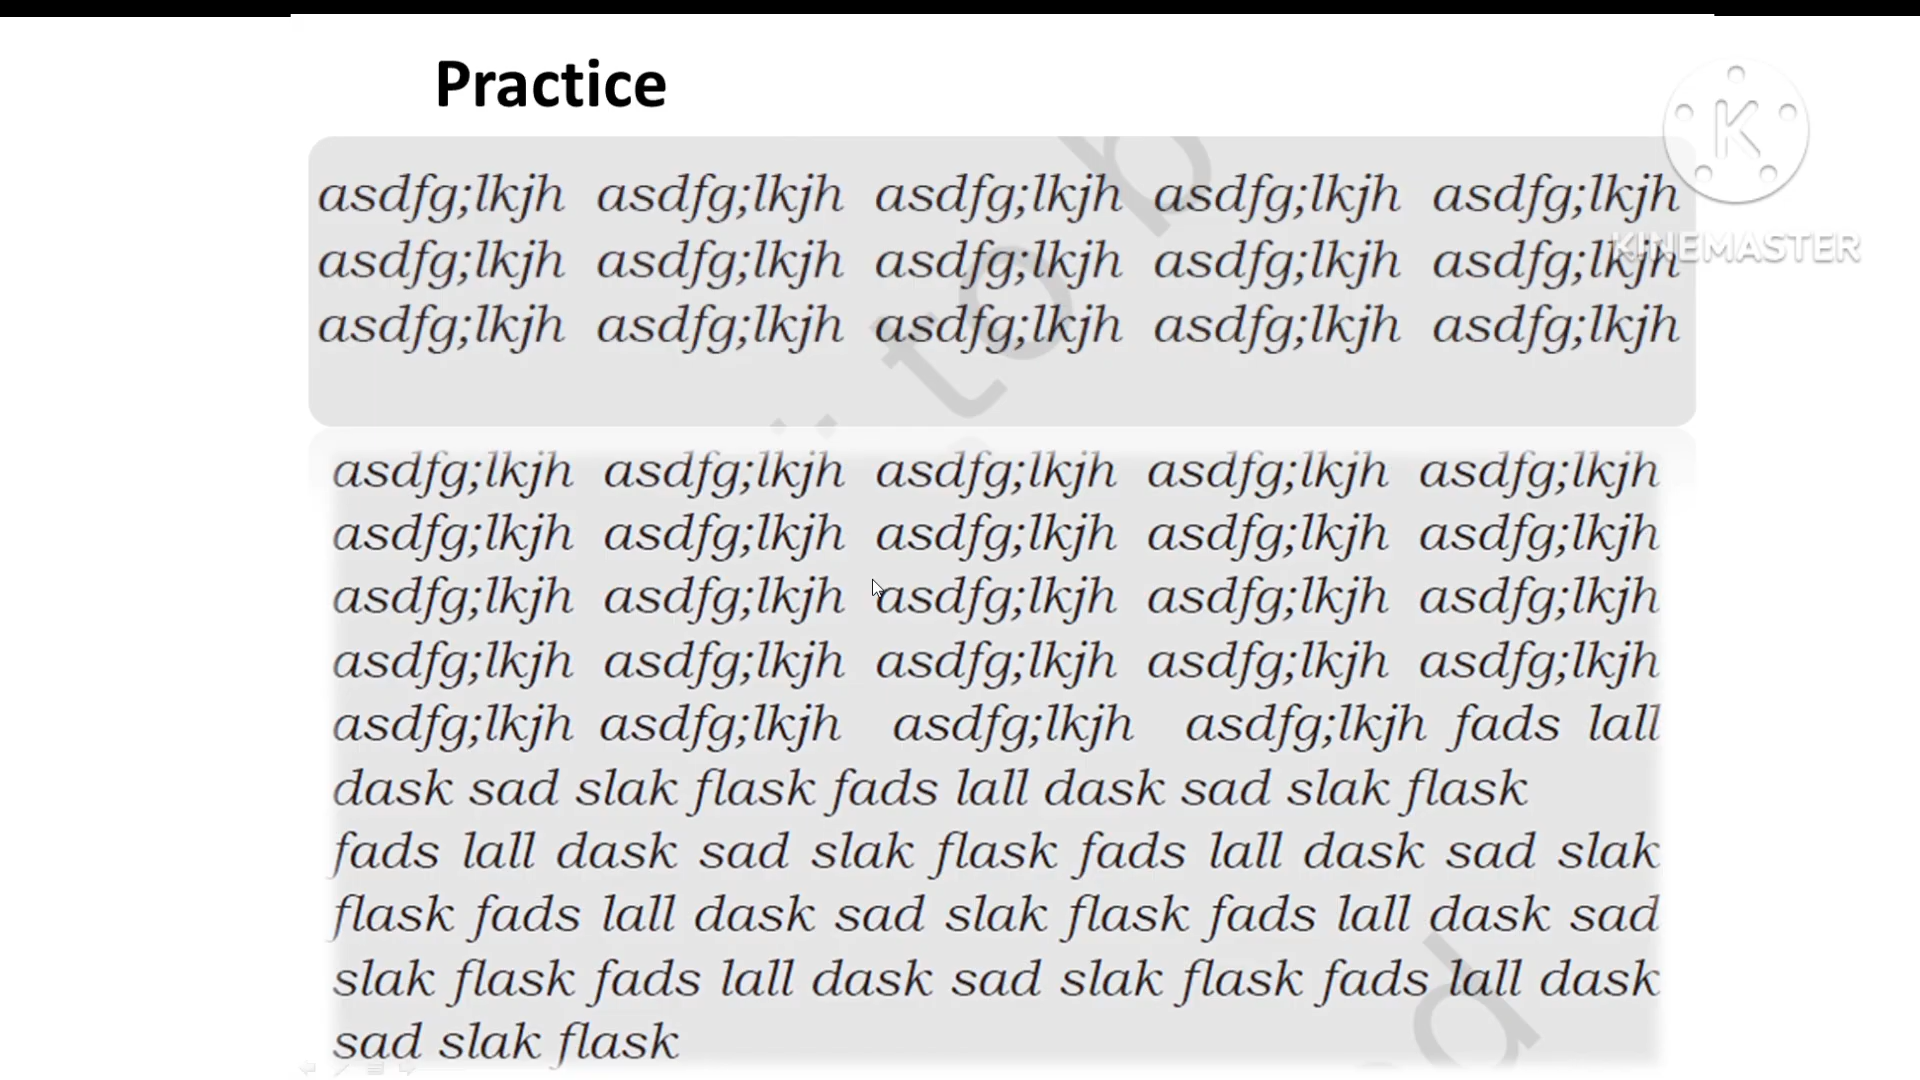 Practice
K
KINEMASTER
asdfg;lkjh asdfg;lkjh asdfg;lkjh asdfg;lkjh asdfg;lkjh
asdfg;lkjh asdfg;lkjh asdfg;lkjh asdfg;lkjh asdfg;lkjh
asdfg;lkjh asdfg;lkjh asdfg;lkjh asdfg;lkjh asdfg;lkjh
asdfg;lkjh asdfg;lkjh asdfg;lkjh asdfg;lkjh asdfg;lkjh
asdfg;lkjh asdfg;lkjh asdfg;lkjh asdfg;lkjh asdfg;lkjh
asdfg;lkjh asdfg;lkjh asdfg;lkjh asdfg;lkjh asdfg;lkjh
asdfg;lkjh asdfg;lkjh asdfg;lkjh asdfg;lkjh asdfg;lkjh
asdfg;lkjh asdfg;lkjh asdfg;lkjh asdfg;lkjh fads lall
dask sad slak flask fads lall dask sad slak flask
fads lall dask sad slak flask fads lall dask sad slak
flask fads lall dask sad slak flask fads lall dask sad
slak flask fads lall dask sad slak flask fads lall dask
sad slak flask
to b